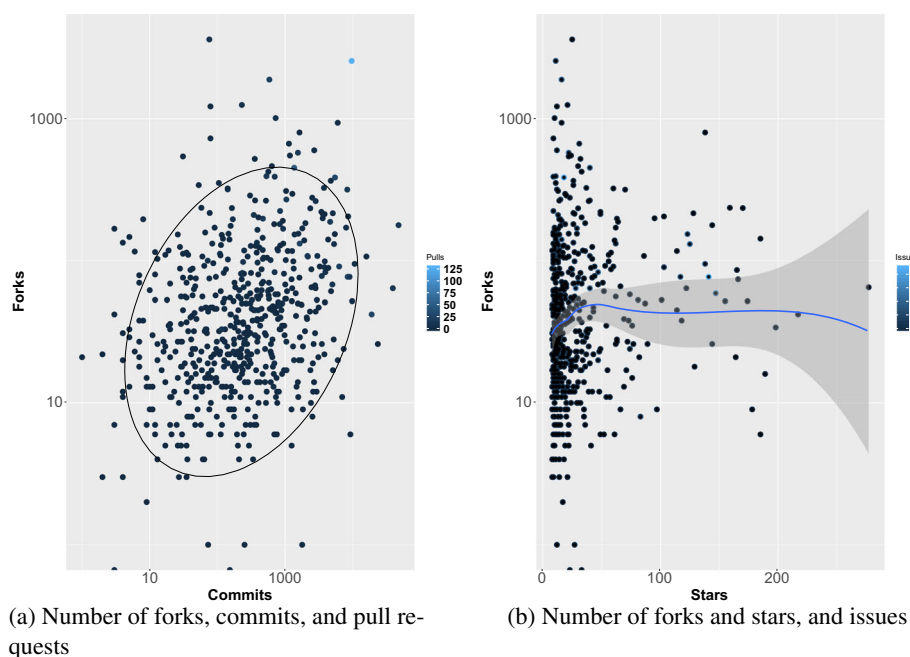 1000
10
Forks
10
1000
Commits
Pulls
125
100
75
50
25
0
1000
10
Forks
0
100
200
Stars
Issu
(a) Number of forks, commits, and pull re-
quests
(b) Number of forks and stars, and issues